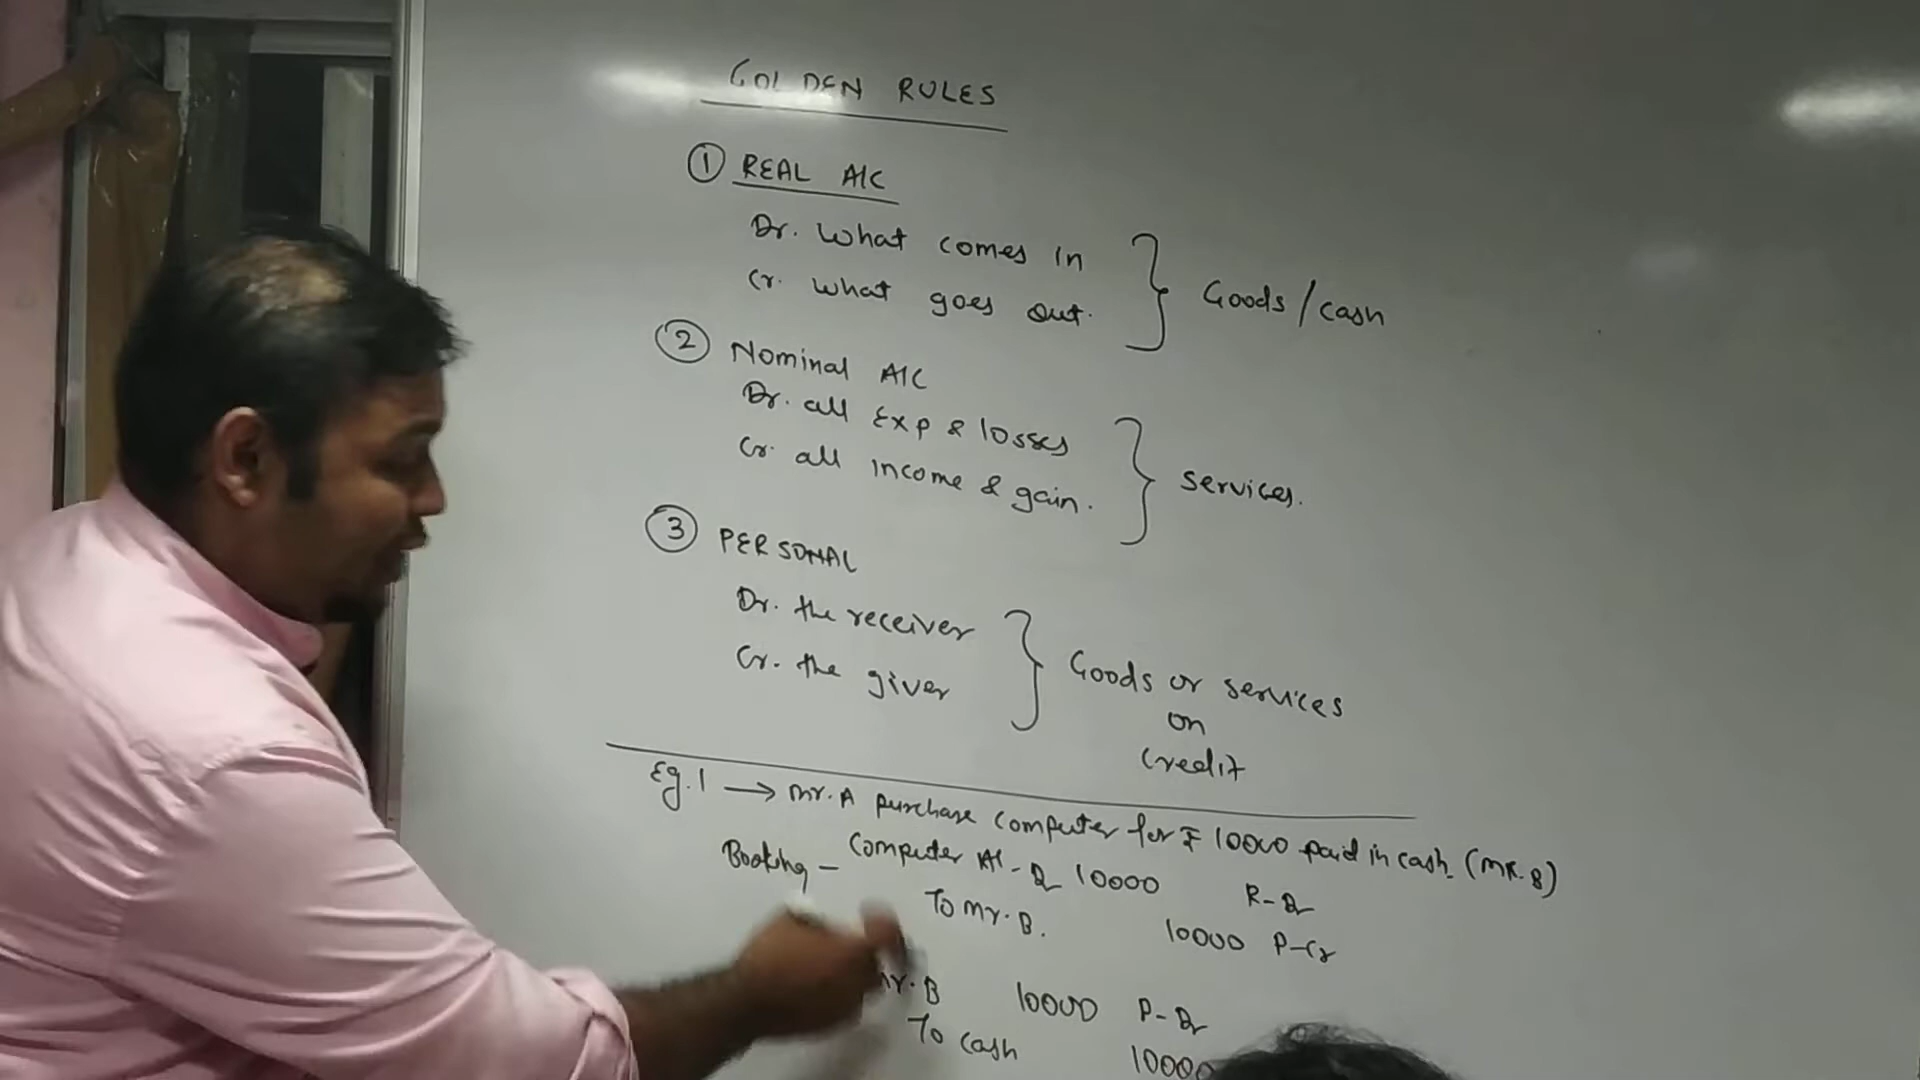 GOLDEN RULES
① REAL A/C
Dr. What comes in
Cr. what goes out.
Goods/cash
② Nominal A/C
Dr. all Exp & losses
Cr. all income & gain.
Services.
③ PERSONAL
Dr. the receiver
Cr. the giver
Goods or services
on
Credit
Eg.1 → Mr. A purchase computer for ₹ 10000 paid in cash. (MR. B)
Booking - Computer A/c - Dr 10000 R-Dr
To Mr. B. 10000 P-Cr
Mr. B 10000 P-Dr
To cash 10000